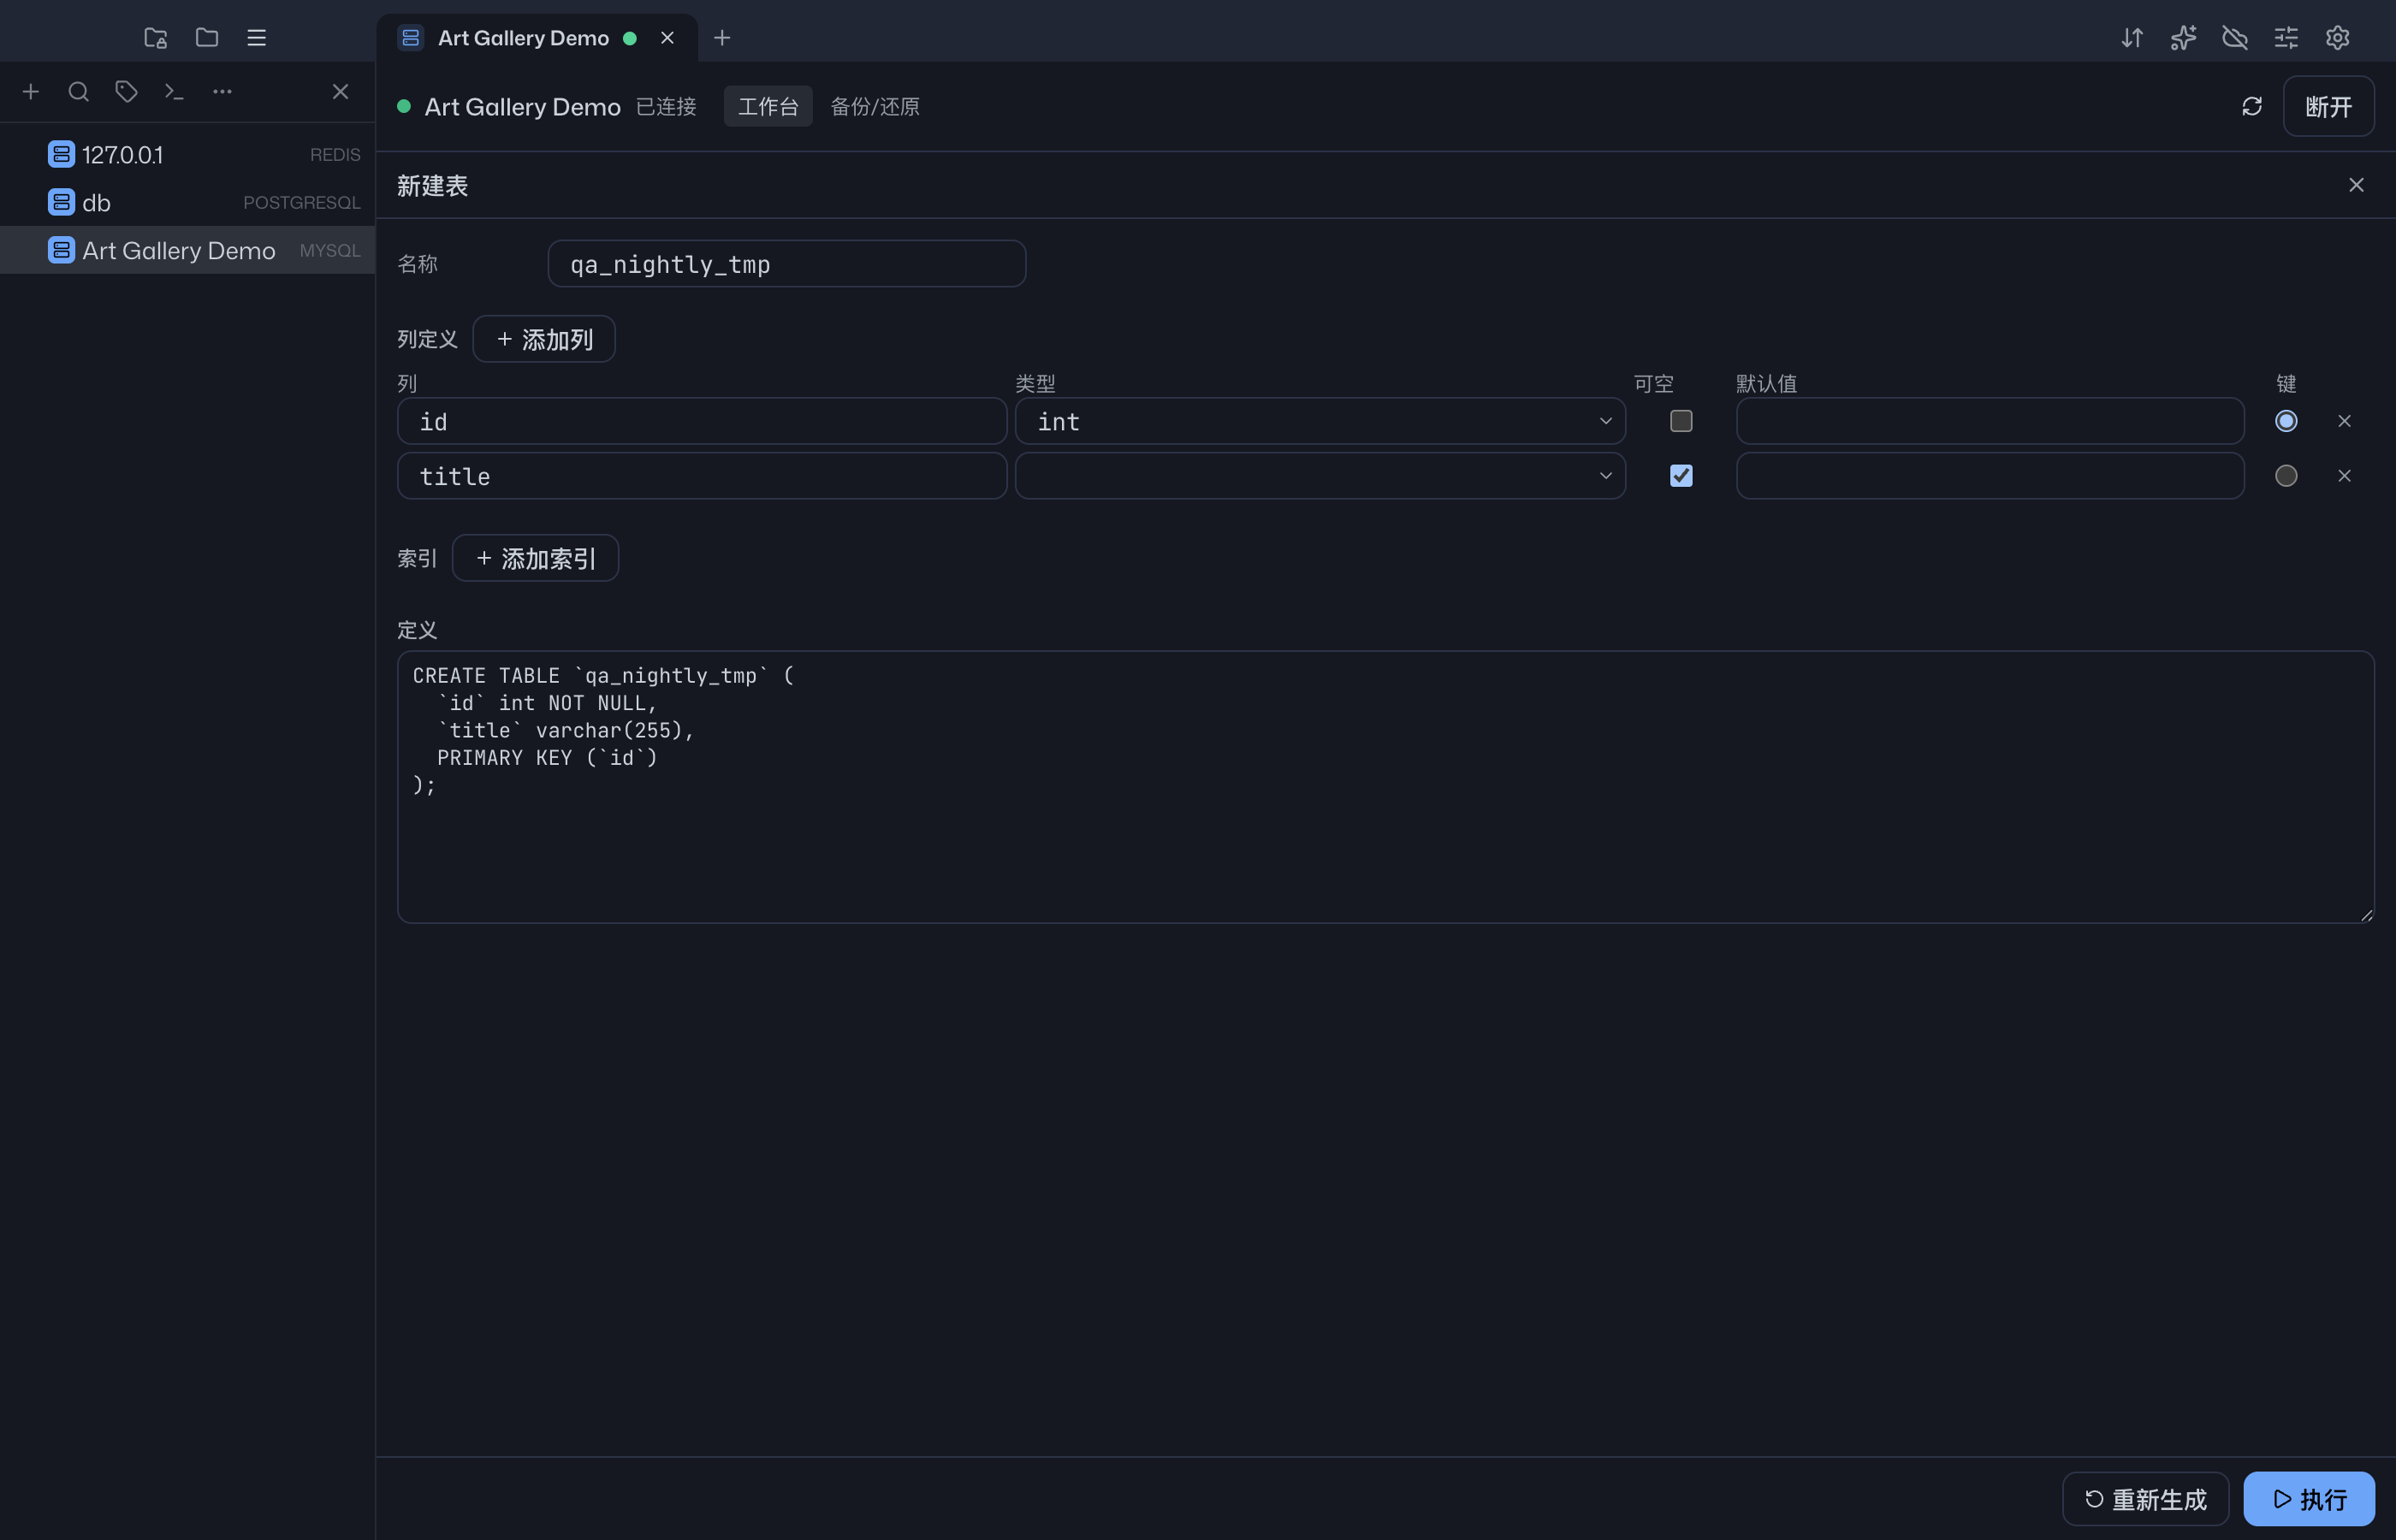 Art Gallery Demo
127.0.0.1 REDIS
db POSTGRESQL
Art Gallery Demo MYSQL
Art Gallery Demo 已连接 工作台 备份/还原 断开
新建表
名称 qa_nightly_tmp
列定义 + 添加列
列 类型 可空 默认值 键
id int
title
索引 + 添加索引
定义
CREATE TABLE `qa_nightly_tmp` (
  `id` int NOT NULL,
  `title` varchar(255),
  PRIMARY KEY (`id`)
);
重新生成 执行